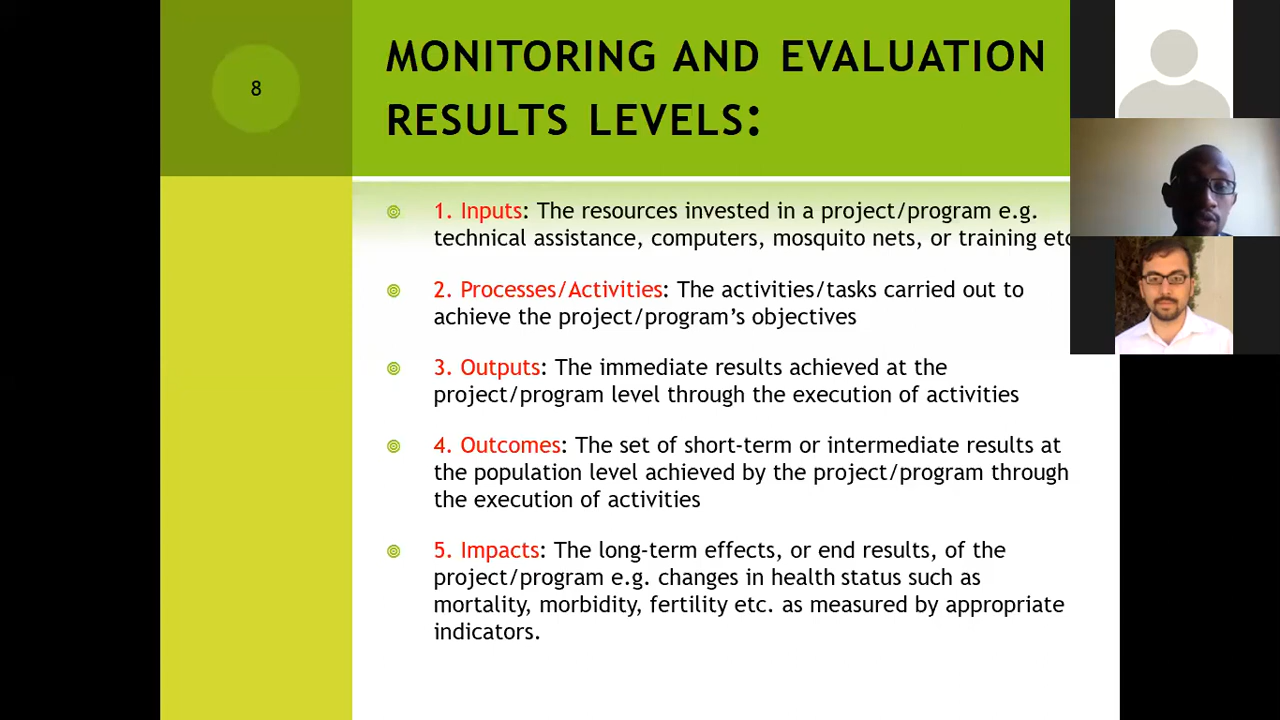 8
MONITORING AND EVALUATION
RESULTS LEVELS:
1. Inputs: The resources invested in a project/program e.g.
technical assistance, computers, mosquito nets, or training etc
2. Processes/Activities: The activities/tasks carried out to
achieve the project/program’s objectives
3. Outputs: The immediate results achieved at the
project/program level through the execution of activities
4. Outcomes: The set of short-term or intermediate results at
the population level achieved by the project/program through
the execution of activities
5. Impacts: The long-term effects, or end results, of the
project/program e.g. changes in health status such as
mortality, morbidity, fertility etc. as measured by appropriate
indicators.